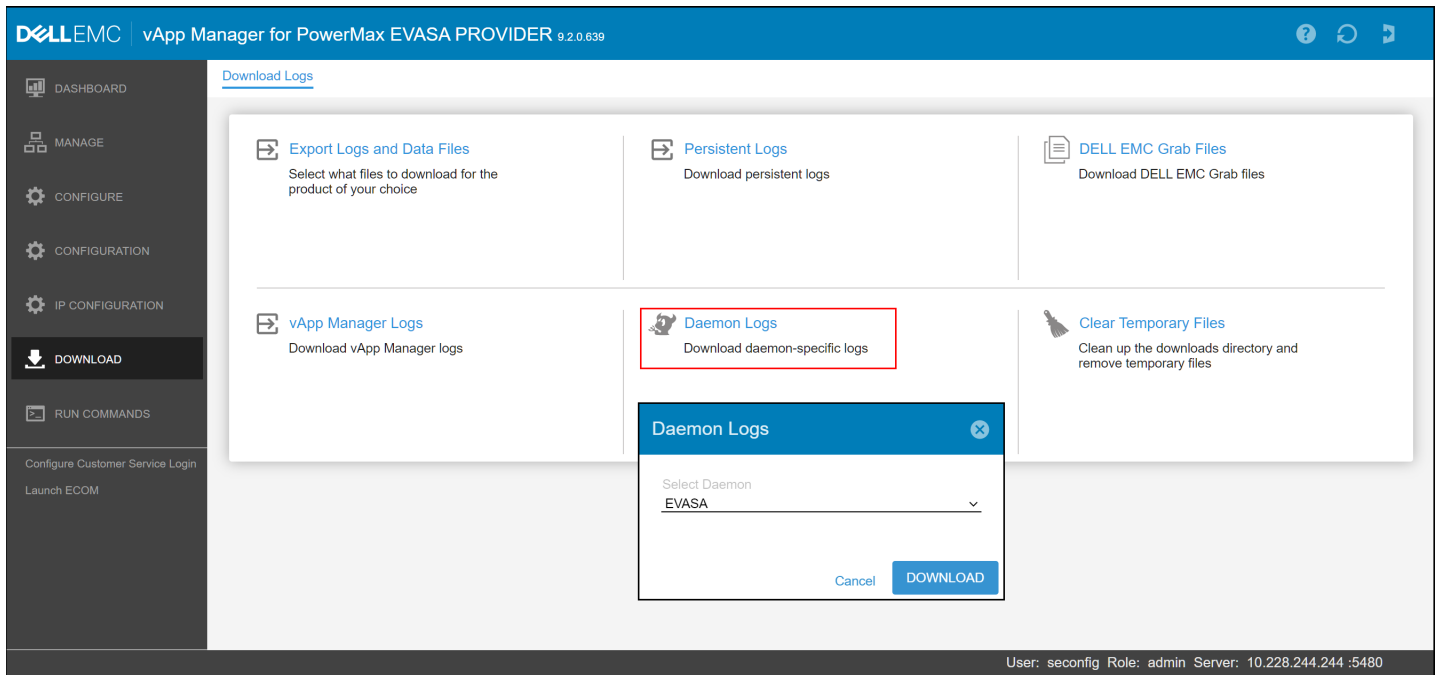 DELLEMC vApp Manager for PowerMax EVASA PROVIDER 9.2.0.639
DASHBOARD
MANAGE
CONFIGURE
CONFIGURATION
IP CONFIGURATION
DOWNLOAD
RUN COMMANDS
Configure Customer Service Login
Launch ECOM
Download Logs
Export Logs and Data Files
Select what files to download for the
product of your choice
Persistent Logs
Download persistent logs
DELL EMC Grab Files
Download DELL EMC Grab files
vApp Manager Logs
Download vApp Manager logs
Daemon Logs
Download daemon-specific logs
Clear Temporary Files
Clean up the downloads directory and
remove temporary files
Daemon Logs
Select Daemon
EVASA
Cancel
DOWNLOAD
User: seconfig Role: admin Server: 10.228.244.244 :5480